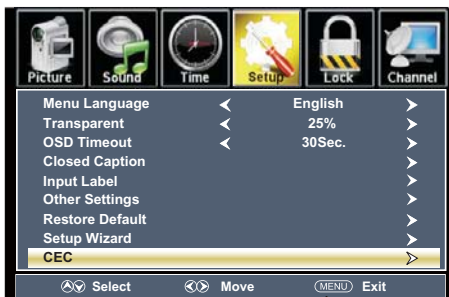 Picture Sound Time Setup Lock Channel
Menu Language English
Transparent 25%
OSD Timeout 30Sec.
Closed Caption
Input Label
Other Settings
Restore Default
Setup Wizard
CEC
Select Move MENU Exit